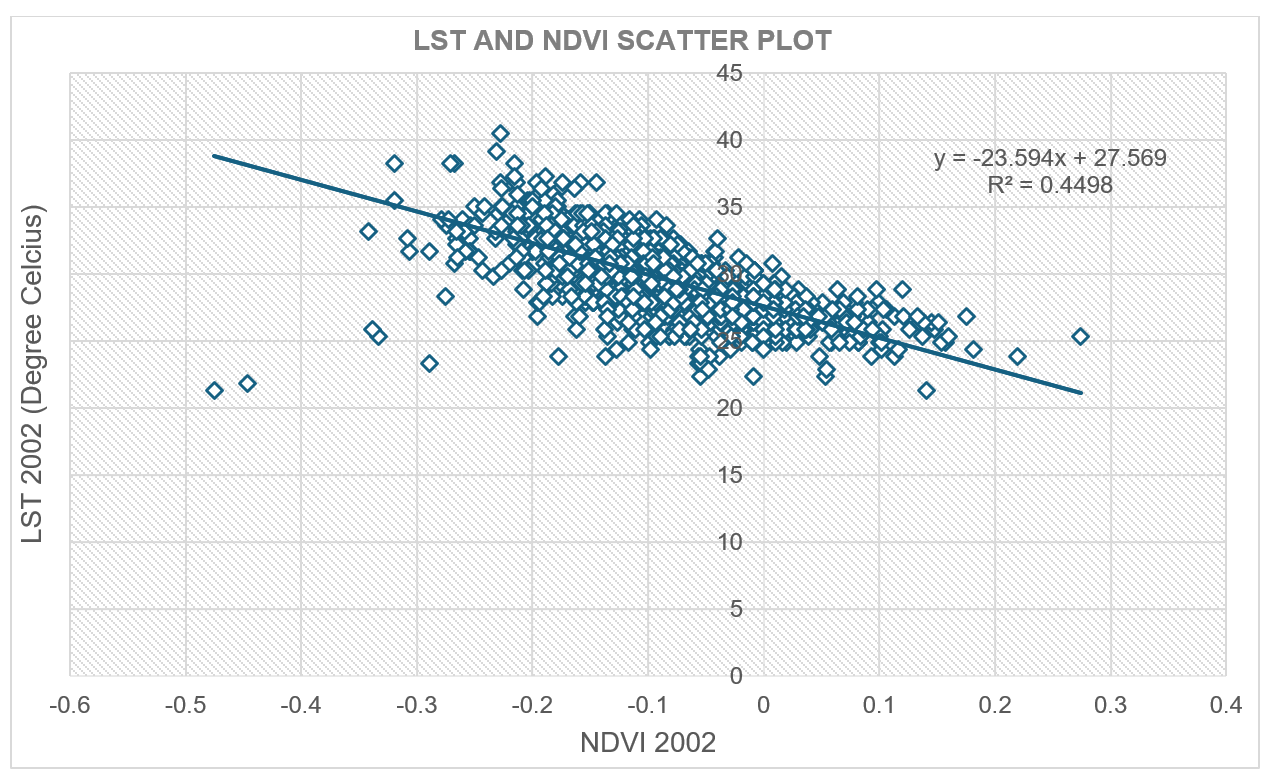 LST AND NDVI SCATTER PLOT
45
40
y = -23.594x + 27.569
R² = 0.4498
35
30
25
20
15
10
5
0
LST 2002 (Degree Celcius)
-0.6 -0.5 -0.4 -0.3 -0.2 -0.1 0 0.1 0.2 0.3 0.4
NDVI 2002